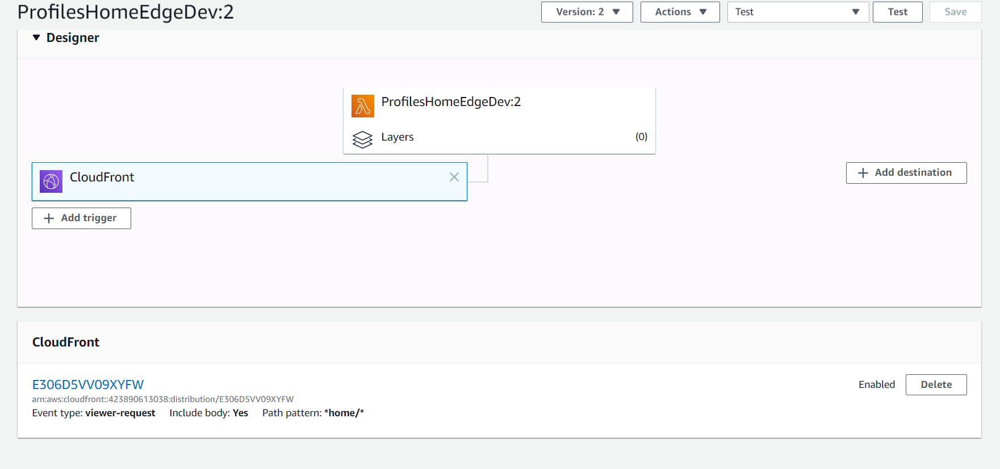 ProfilesHomeEdgeDev:2
Version: 2
Actions
Test
Test
Save
Designer
ProfilesHomeEdgeDev:2
Layers
(0)
CloudFront
Add destination
Add trigger
CloudFront
E306D5VV09XYFW
Enabled
Delete
arn:aws:cloudfront::423890613038:distribution/E306D5VV09XYFW
Event type: viewer-request Include body: Yes Path pattern: *home/*